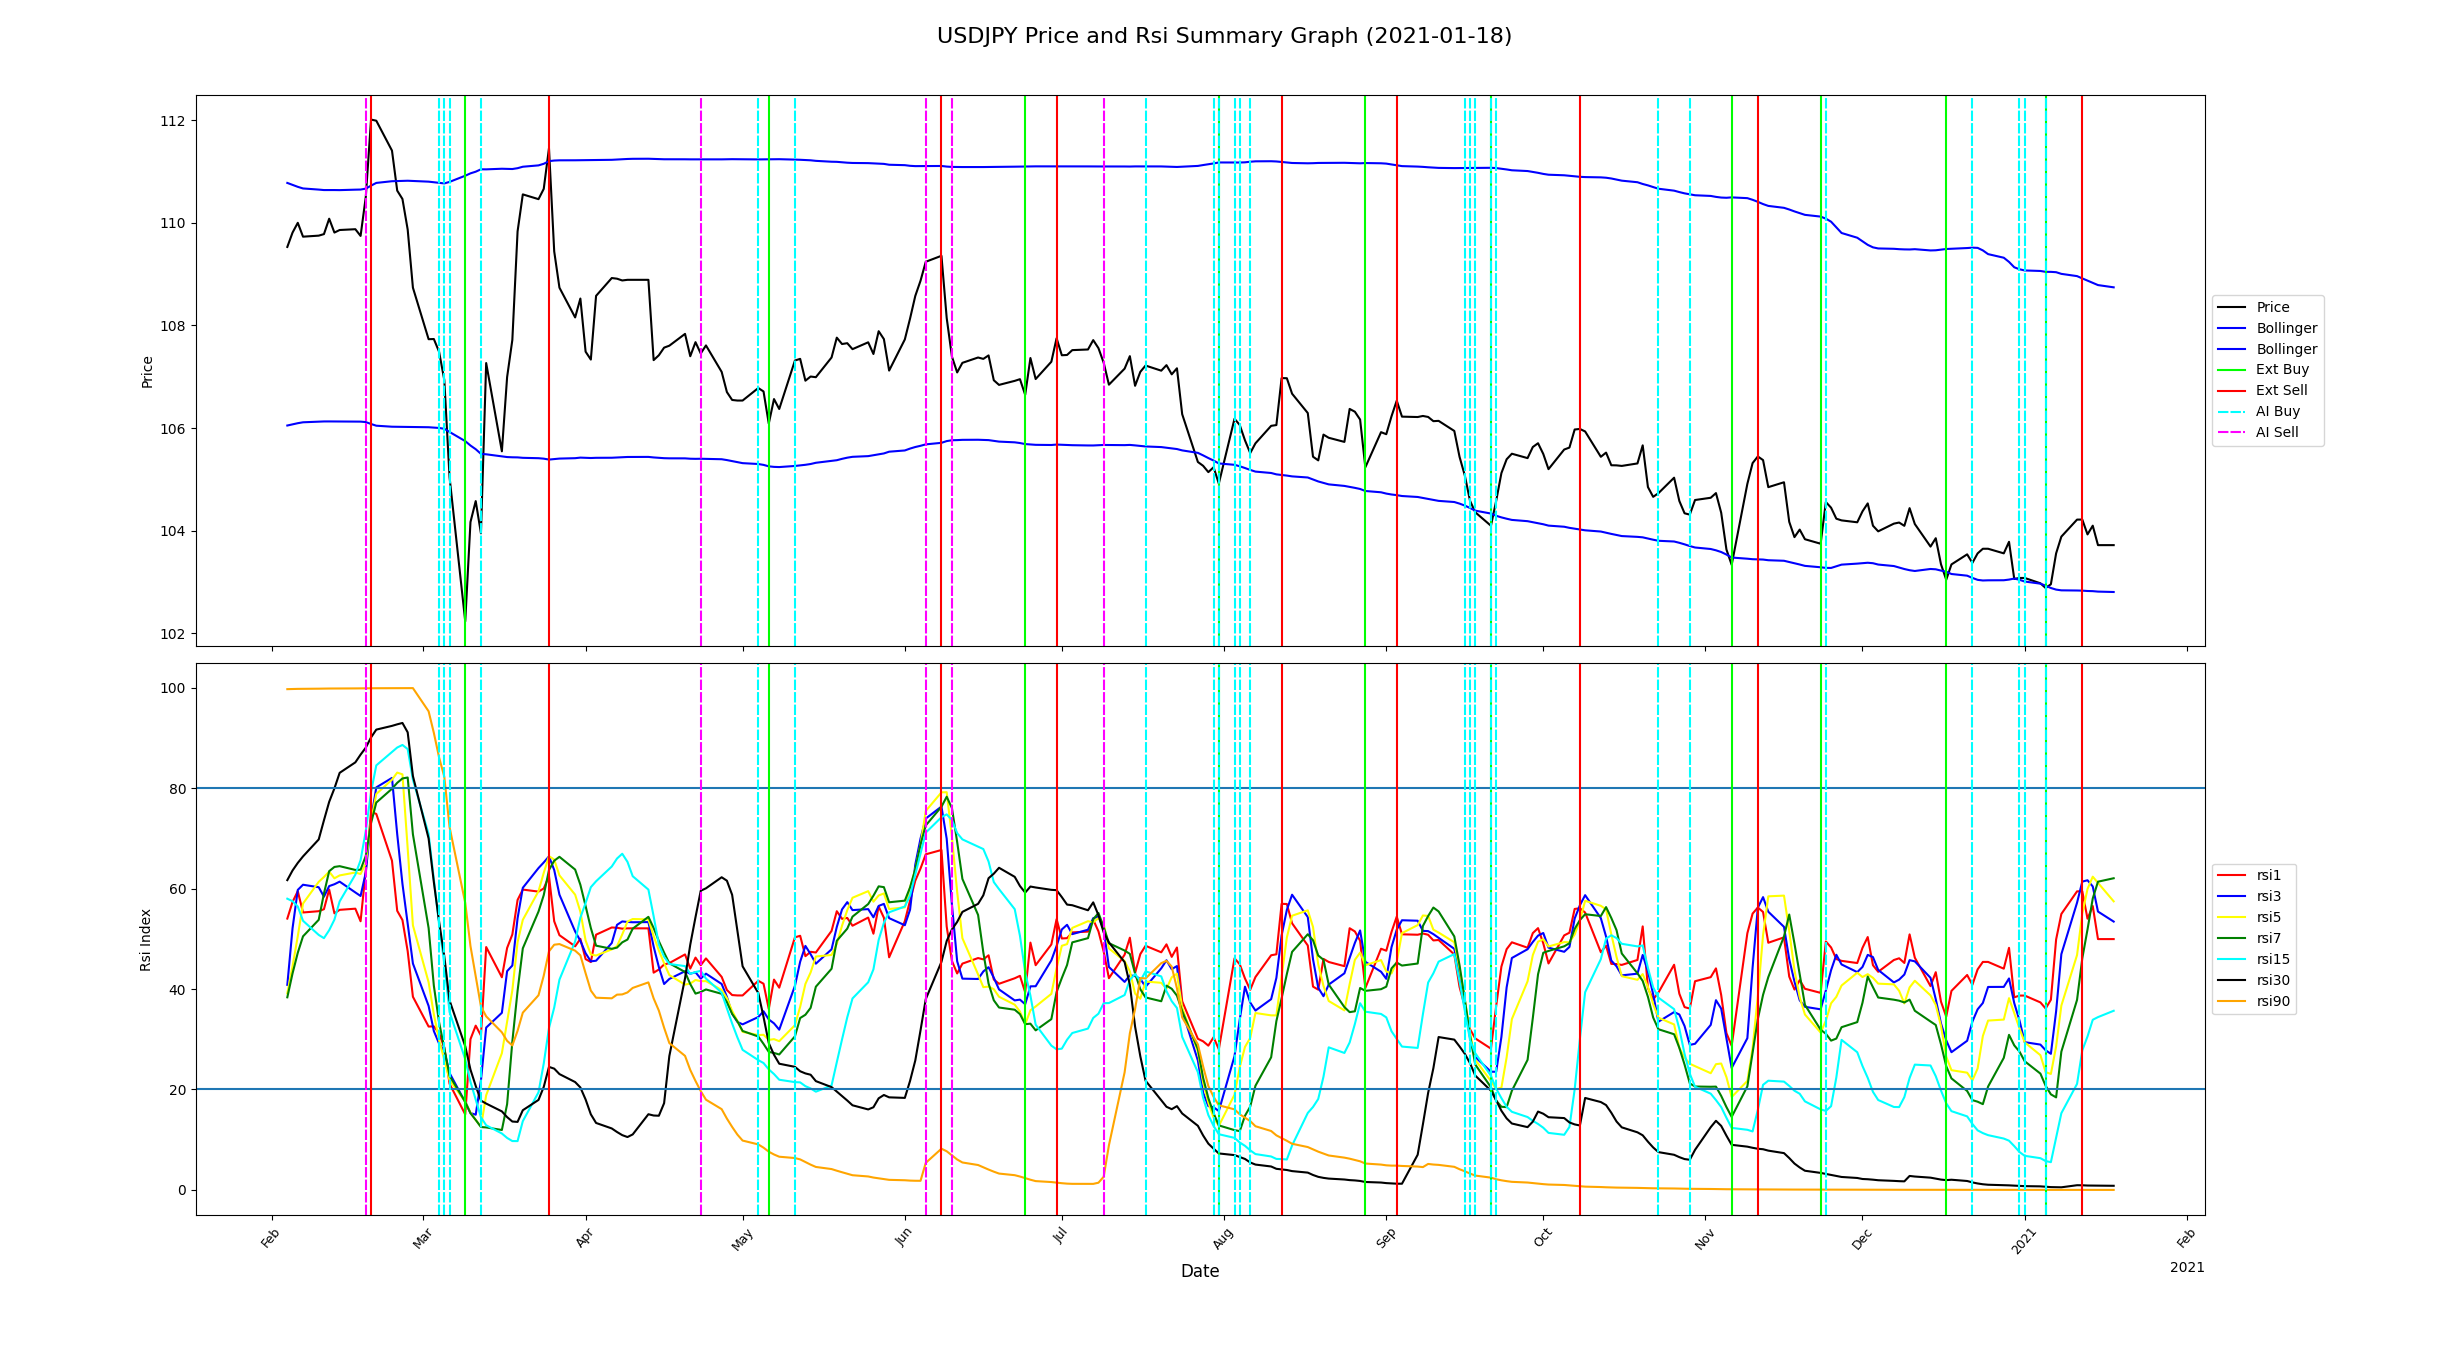 USDJPY Price and Rsi Summary Graph (2021-01-18)
112
110
108
106
104
102
Price
Price
Bollinger
Bollinger
Ext Buy
Ext Sell
AI Buy
AI Sell
100
80
60
40
20
0
Rsi Index
rsi1
rsi3
rsi5
rsi7
rsi15
rsi30
rsi90
Feb
Mar
Apr
May
Jun
Jul
Aug
Sep
Oct
Nov
Dec
2021
Feb
Date
2021